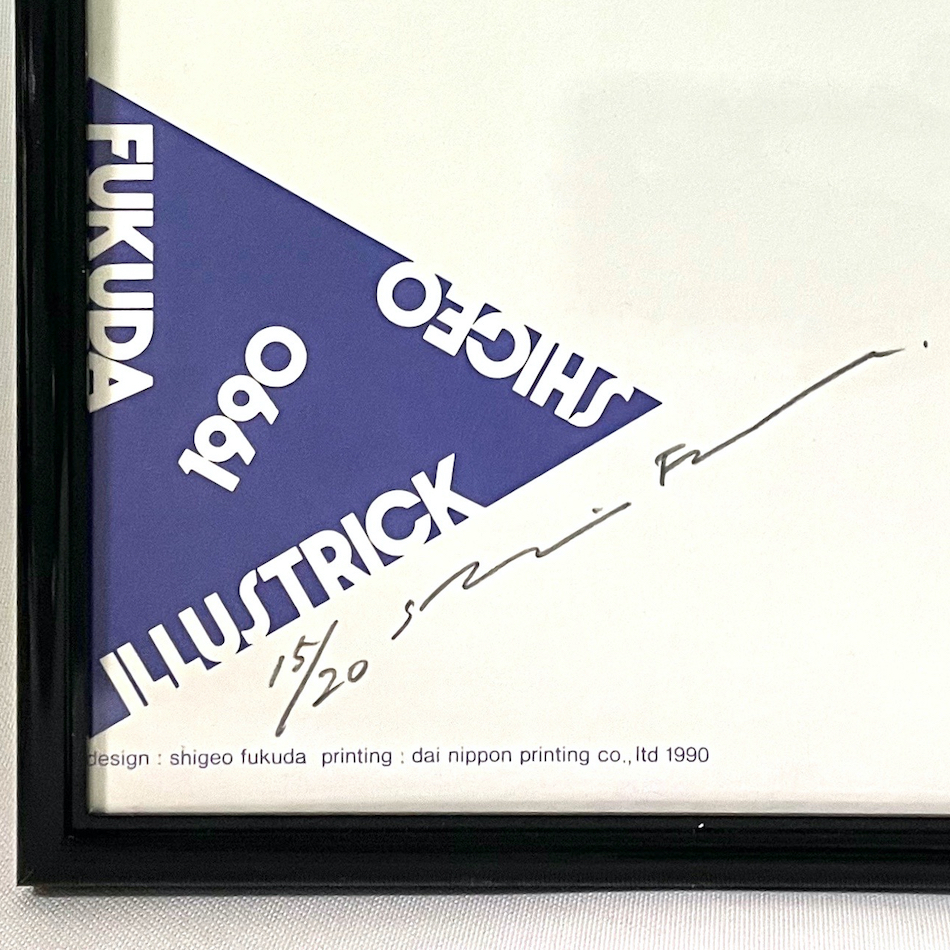 FUKUDA
SHIGEO
1990
ILLUSTRICK
15/20
design : shigeo fukuda printing : dai nippon printing co., ltd 1990